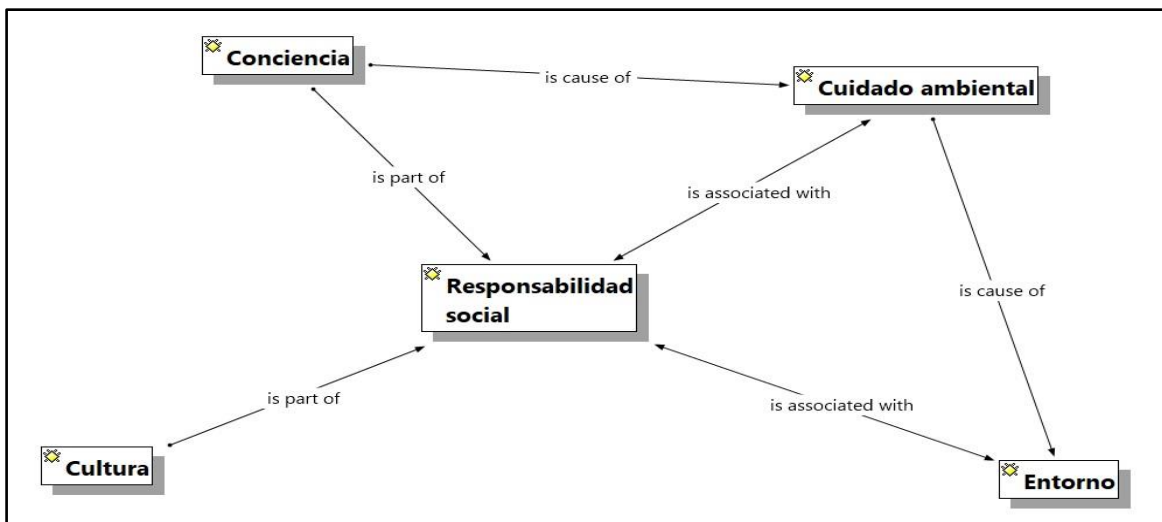 Conciencia
is cause of
Cuidado ambiental
is part of
is associated with
Responsabilidad
social
is cause of
is part of
is associated with
Cultura
Entorno